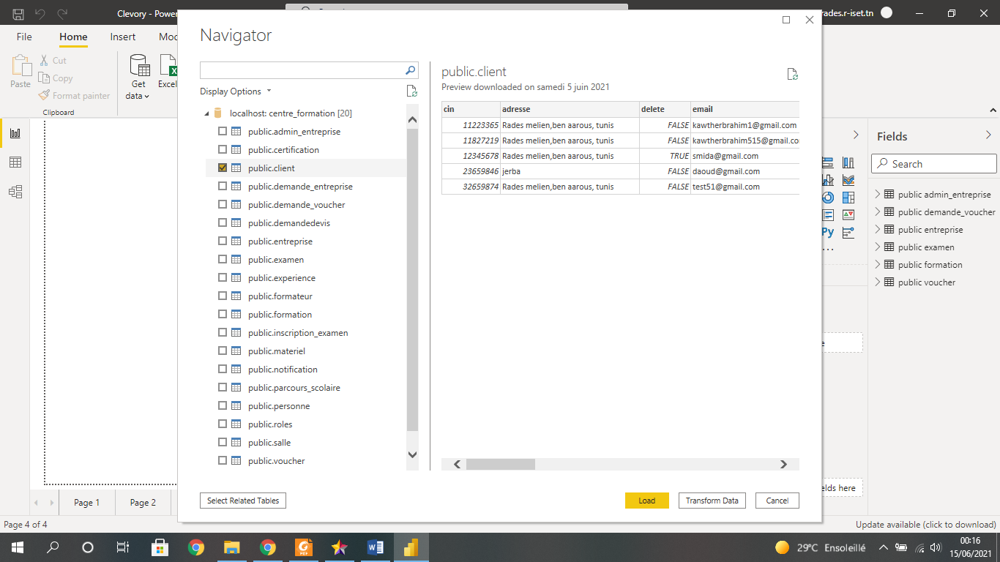 Clevory - Power
rades.r-iset.tn
File
Home
Insert
Mod
Paste
Cut
Copy
Format painter
Clipboard
Get
data
Excel
Navigator
Display Options
localhost: centre_formation [20]
public.admin_entreprise
public.certification
public.client
public.demande_entreprise
public.demande_voucher
public.demandedevis
public.entreprise
public.examen
public.experience
public.formateur
public.formation
public.inscription_examen
public.materiel
public.notification
public.parcours_scolaire
public.personne
public.roles
public.salle
public.voucher
public.client
Preview downloaded on samedi 5 juin 2021
cin adresse delete email
11223365 Rades melien,ben aarous, tunis FALSE kawtherbrahim1@gmail.com
11827219 Rades melien,ben aarous, tunis FALSE kawtherbrahim515@gmail.co
12345678 Rades melien,ben aarous, tunis TRUE smida@gmail.com
23659846 jerba FALSE daoud@gmail.com
32659874 Rades melien,ben aarous, tunis FALSE test51@gmail.com
Select Related Tables
Load
Transform Data
Cancel
Fields
Search
public admin_entreprise
public demande_voucher
public entreprise
public examen
public formation
public voucher
Py
elds here
Page 1
Page 2
Page 4 of 4
Update available (click to download)
PDF
29°C Ensoleillé
00:16
15/06/2021